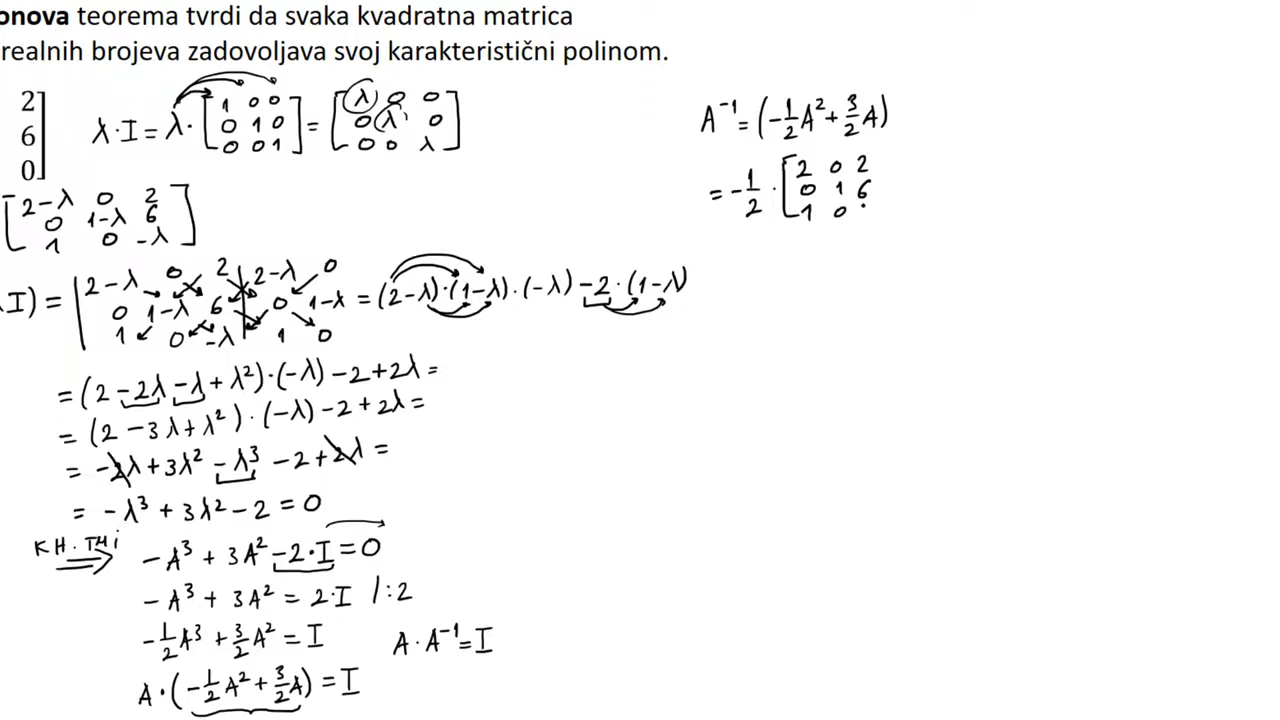 onova teorema tvrdi da svaka kvadratna matrica
realnih brojeva zadovoljava svoj karakteristični polinom.
2]
6
0]
λ·I = λ·[1 0 0
0 1 0
0 0 1] = [λ 0 0
0 λ 0
0 0 λ]
[2-λ 0 2
0 1-λ 6
1 0 -λ]
I) = |2-λ 0 2 | 2-λ 0
0 1-λ 6 | 0 1-λ
1 0 -λ | 1 0 = (2-λ)·(1-λ)·(-λ) -2·(1-λ)
= (2-2λ-λ+λ²)·(-λ)-2+2λ =
= (2-3λ+λ²)·(-λ)-2+2λ =
= -2λ+3λ²-λ³-2+2λ =
= -λ³+3λ²-2 = 0
KH. TM i ⇒ -A³+3A²-2·I = 0
-A³+3A² = 2·I /:2
-1/2A³+3/2A² = I A·A⁻¹ = I
A·(-1/2A²+3/2A) = I
A⁻¹ = (-1/2A²+3/2A)
= -1/2·[2 0 2
0 1 6
1 0